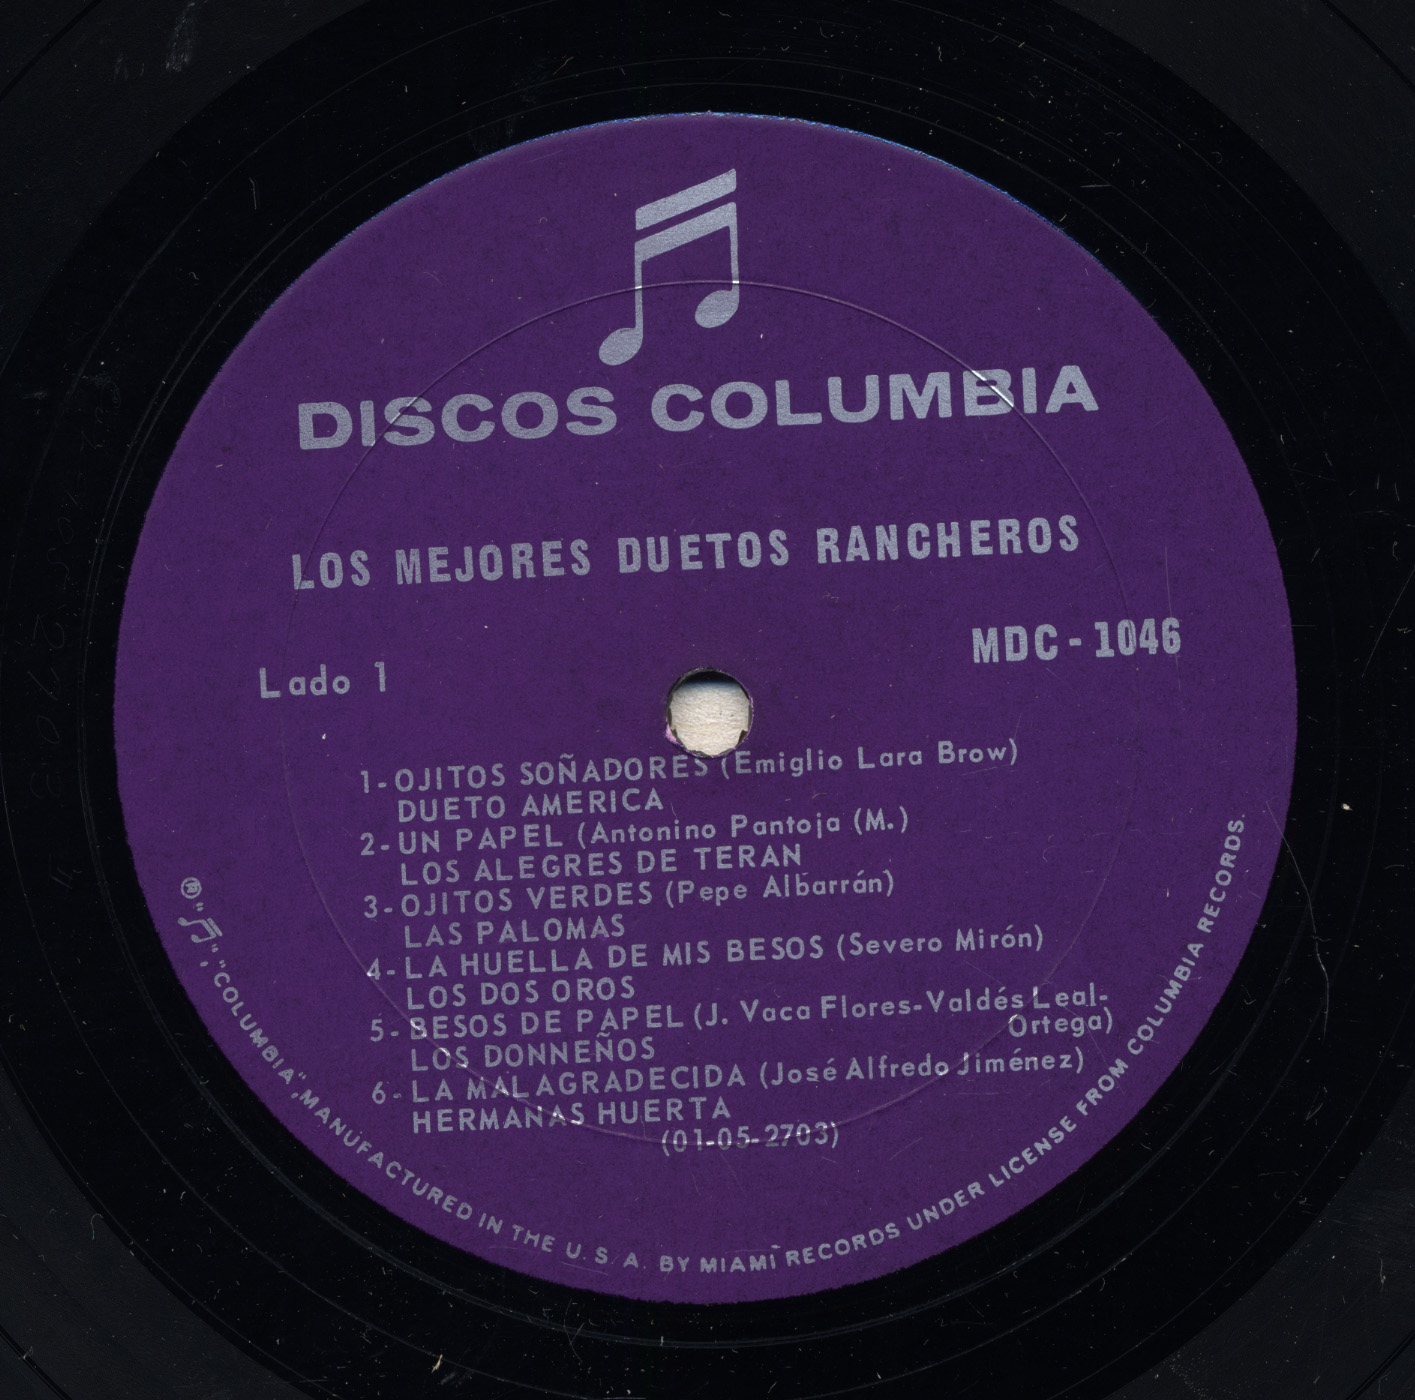 DISCOS COLUMBIA
LOS MEJORES DUETOS RANCHEROS
MDC - 1046
Lado 1
1- OJITOS SOÑADORES (Emiglio Lara Brow)
DUETO AMERICA
2- UN PAPEL (Antonino Pantoja (M.)
LOS ALEGRES DE TERAN
3- OJITOS VERDES (Pepe Albarrán)
LAS PALOMAS
4- LA HUELLA DE MIS BESOS (Severo Mirón)
LOS DOS OROS
5- BESOS DE PAPEL (J. Vaca Flores-Valdés Leal-
Ortega)
LOS DONNEÑOS
6- LA MALAGRADECIDA (José Alfredo Jiménez)
HERMANAS HUERTA
(01-05-2703)
"COLUMBIA", MANUFACTURED IN THE U. S. A. BY MIAMI RECORDS UNDER LICENSE FROM COLUMBIA RECORDS.